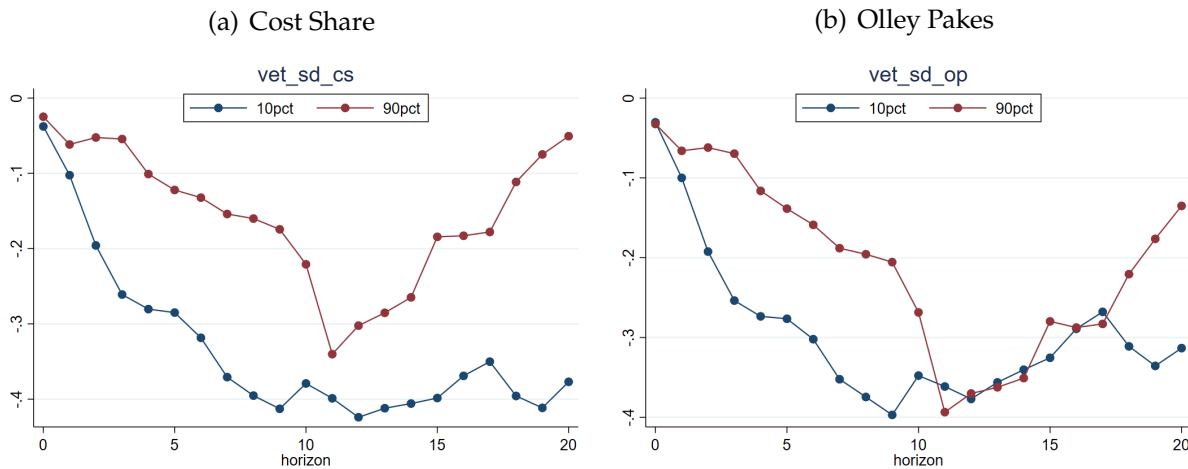 (a) Cost Share
vet_sd_cs
10pct 90pct
0
-.1
-.2
-.3
-.4
0 5 10 15 20
horizon
(b) Olley Pakes
vet_sd_op
10pct 90pct
0
-.1
-.2
-.3
-.4
0 5 10 15 20
horizon